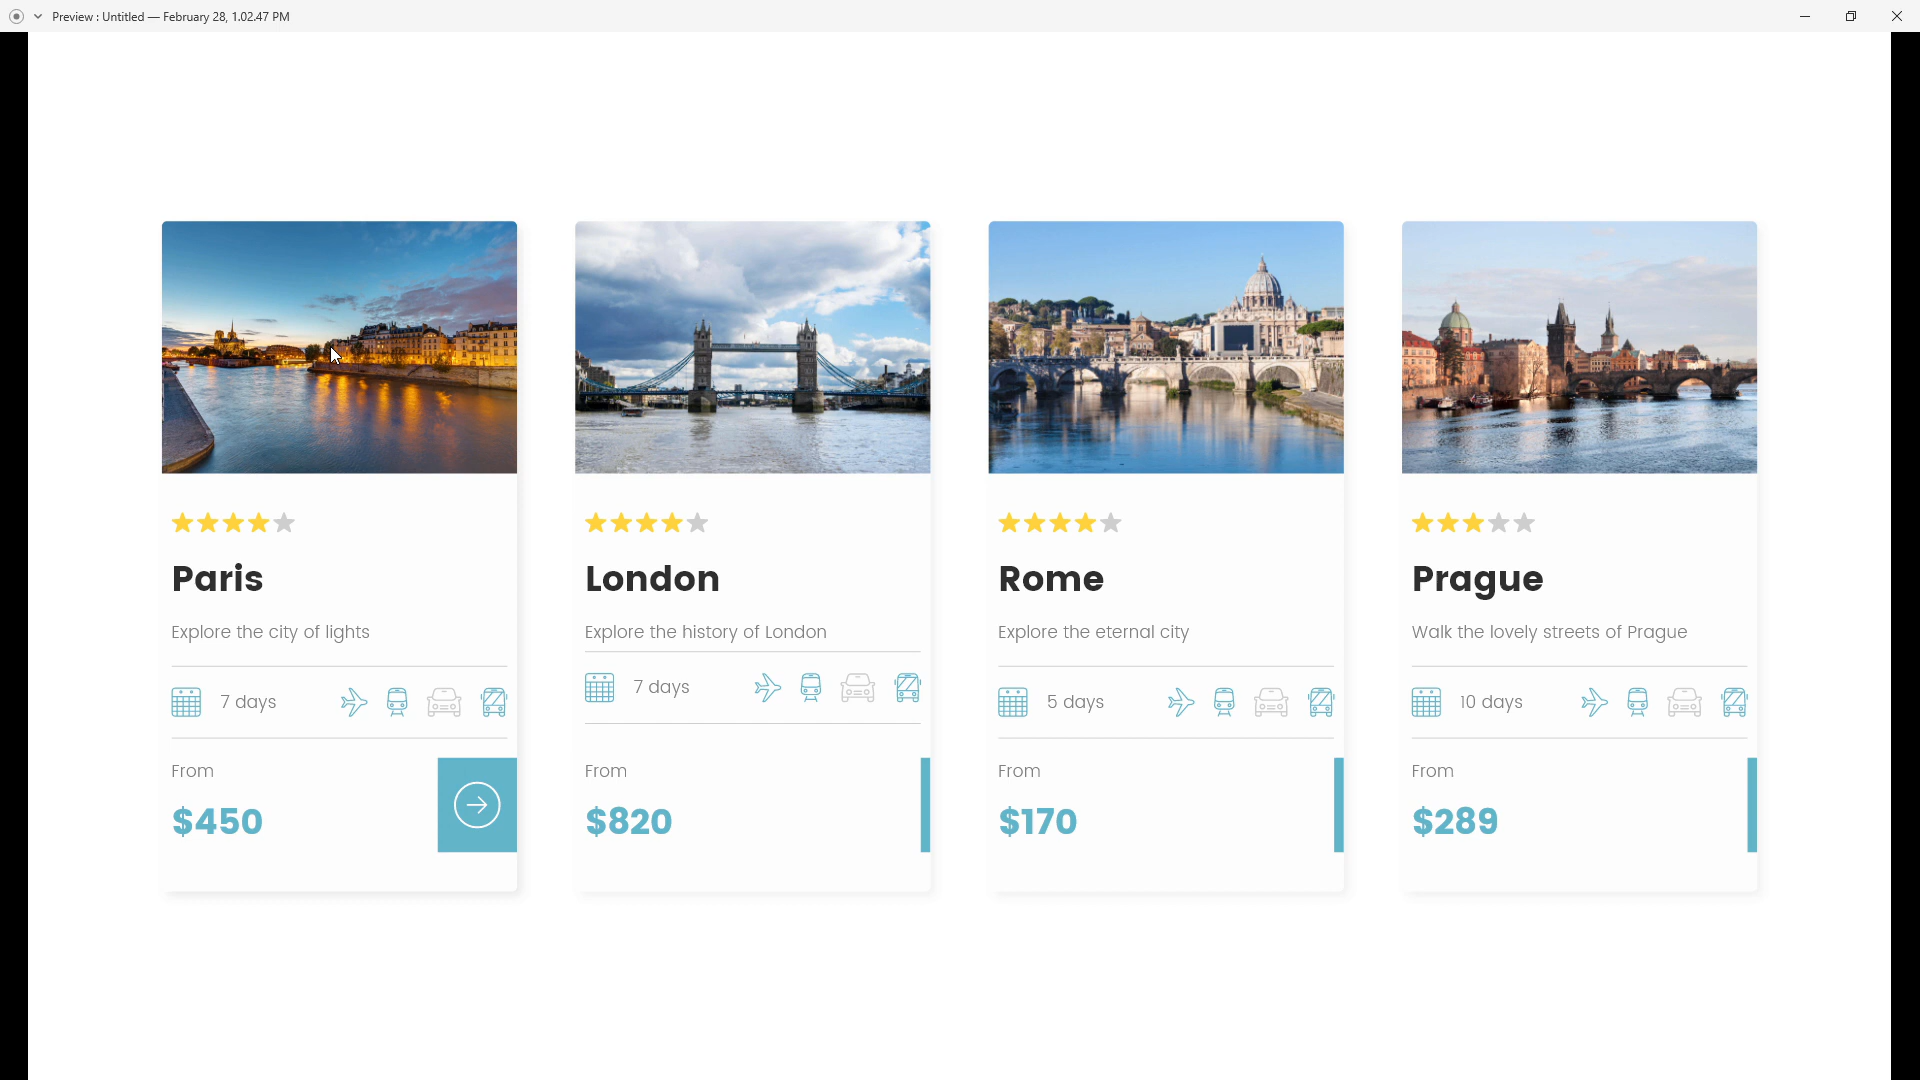 Preview : Untitled — February 28, 1.02.47 PM
Paris
Explore the city of lights
7 days
From
$450
London
Explore the history of London
7 days
From
$820
Rome
Explore the eternal city
5 days
From
$170
Prague
Walk the lovely streets of Prague
10 days
From
$289